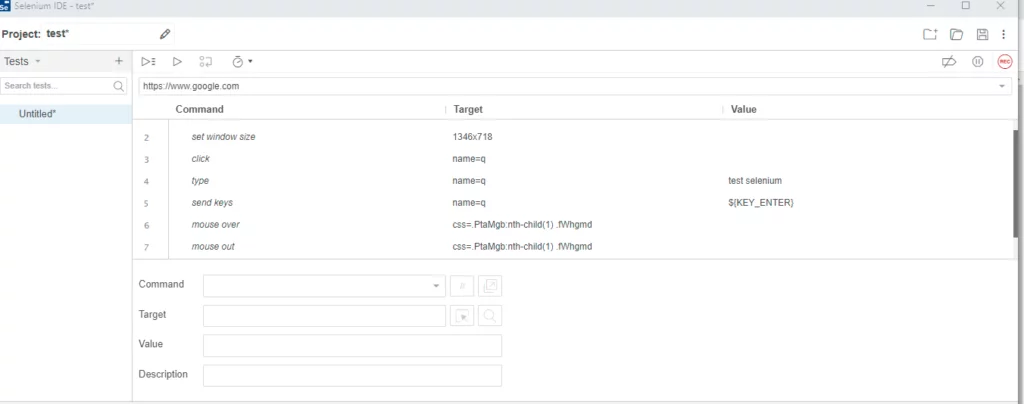 Se Selenium IDE - test*
Project: test*
Tests +
REC
Search tests...
https://www.google.com
Untitled*
Command Target Value
2 set window size 1346x718
3 click name=q
4 type name=q test selenium
5 send keys name=q ${KEY_ENTER}
6 mouse over css=.PtaMgb:nth-child(1) .fWhgmd
7 mouse out css=.PtaMgb:nth-child(1) .fWhgmd
Command //
Target
Value
Description